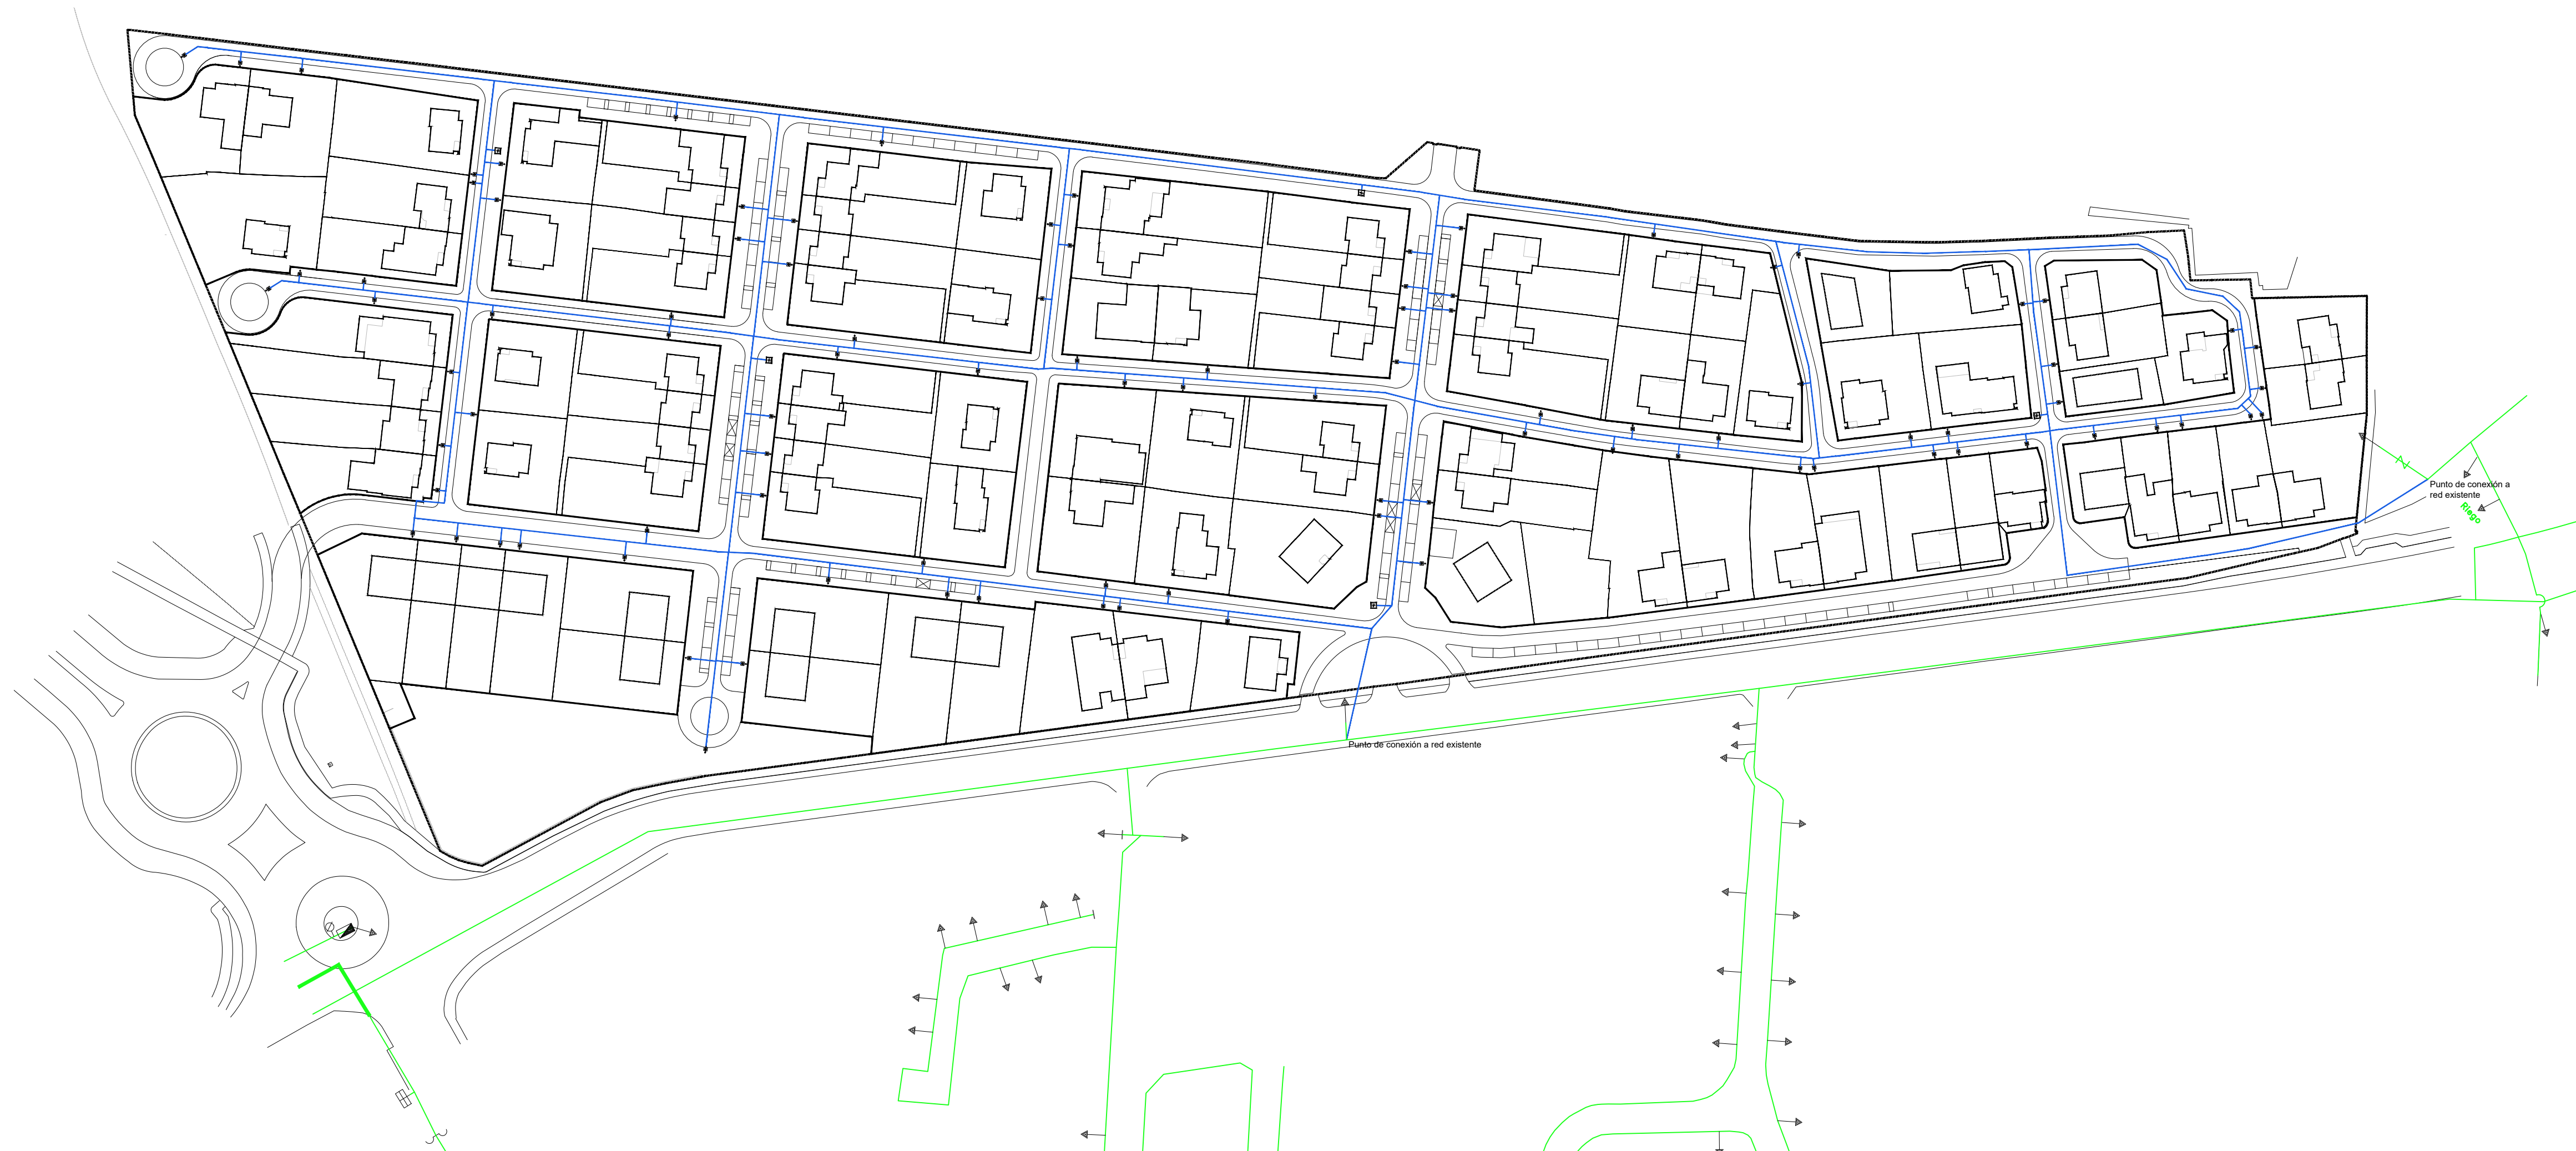 Punto de conexión a
red existente
Riego
Punto de conexión a red existente